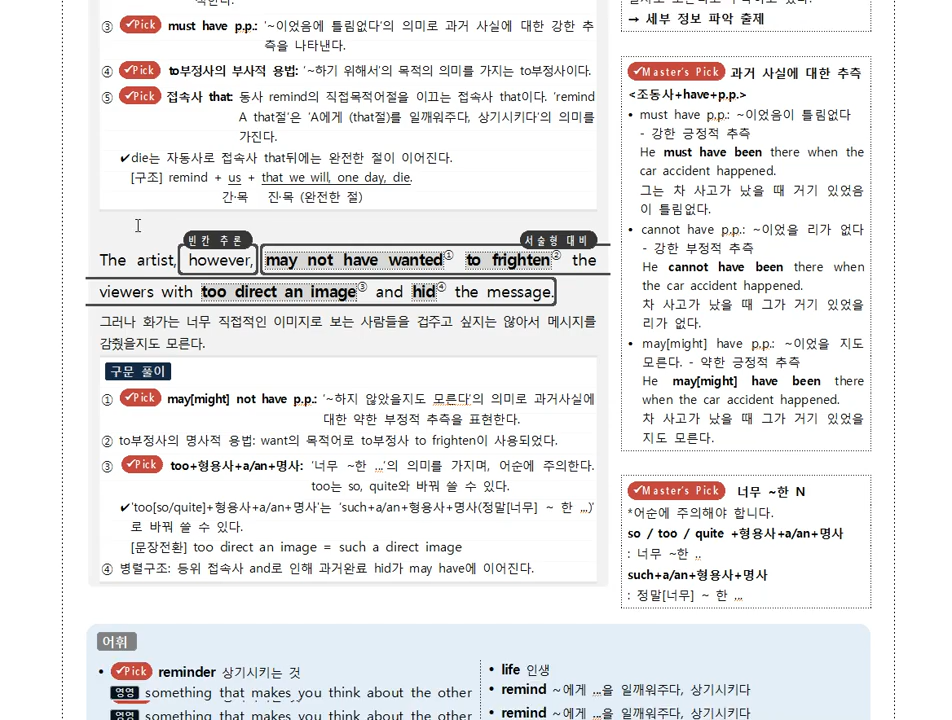 ③ ✔Pick must have p.p.: '~이었음에 틀림없다'의 의미로 과거 사실에 대한 강한 추
측을 나타낸다.
④ ✔Pick to부정사의 부사적 용법: '~하기 위해서'의 목적의 의미를 가지는 to부정사이다.
⑤ ✔Pick 접속사 that: 동사 remind의 직접목적어절을 이끄는 접속사 that이다. 'remind
A that절'은 'A에게 (that절)를 일깨워주다, 상기시키다'의 의미를
가진다.
✔die는 자동사로 접속사 that뒤에는 완전한 절이 이어진다.
[구조] remind + us + that we will, one day, die.
간·목 직·목 (완전한 절)
빈칸 추론 서술형 대비
The artist, however, may not have wanted① to frighten② the
viewers with too direct an image③ and hid④ the message.
그러나 화가는 너무 직접적인 이미지로 보는 사람들을 겁주고 싶지는 않아서 메시지를
감췄을지도 모른다.
구문 풀이
① ✔Pick may[might] not have p.p.: '~하지 않았을지도 모른다'의 의미로 과거사실에
대한 약한 부정적 추측을 표현한다.
② to부정사의 명사적 용법: want의 목적어로 to부정사 to frighten이 사용되었다.
③ ✔Pick too+형용사+a/an+명사: '너무 ~한 …'의 의미를 가지며, 어순에 주의한다.
too는 so, quite와 바꿔 쓸 수 있다.
✔'too[so/quite]+형용사+a/an+명사'는 'such+a/an+형용사+명사(정말[너무] ~ 한 …)'
로 바꿔 쓸 수 있다.
[문장전환] too direct an image = such a direct image
④ 병렬구조: 등위 접속사 and로 인해 과거완료 hid가 may have에 이어진다.
→ 세부 정보 파악 출제
✔Master's Pick 과거 사실에 대한 추측
<조동사+have+p.p.>
• must have p.p.: ~이었음이 틀림없다
- 강한 긍정적 추측
He must have been there when the
car accident happened.
그는 차 사고가 났을 때 거기 있었음
이 틀림없다.
• cannot have p.p.: ~이었을 리가 없다
- 강한 부정적 추측
He cannot have been there when
the car accident happened.
차 사고가 났을 때 그가 거기 있었을
리가 없다.
• may[might] have p.p.: ~이었을 지도
모른다. - 약한 긍정적 추측
He may[might] have been there
when the car accident happened.
차 사고가 났을 때 그가 거기 있었을
지도 모른다.
✔Master's Pick 너무 ~한 N
*어순에 주의해야 합니다.
so / too / quite +형용사+a/an+명사
: 너무 ~한 ..
such+a/an+형용사+명사
: 정말[너무] ~ 한 …
어휘
• ✔Pick reminder 상기시키는 것
영영 something that makes you think about the other
영영 something that makes you think about the other
• life 인생
• remind ~에게 …을 일깨워주다, 상기시키다
• remind ~에게 …을 일깨워주다, 상기시키다